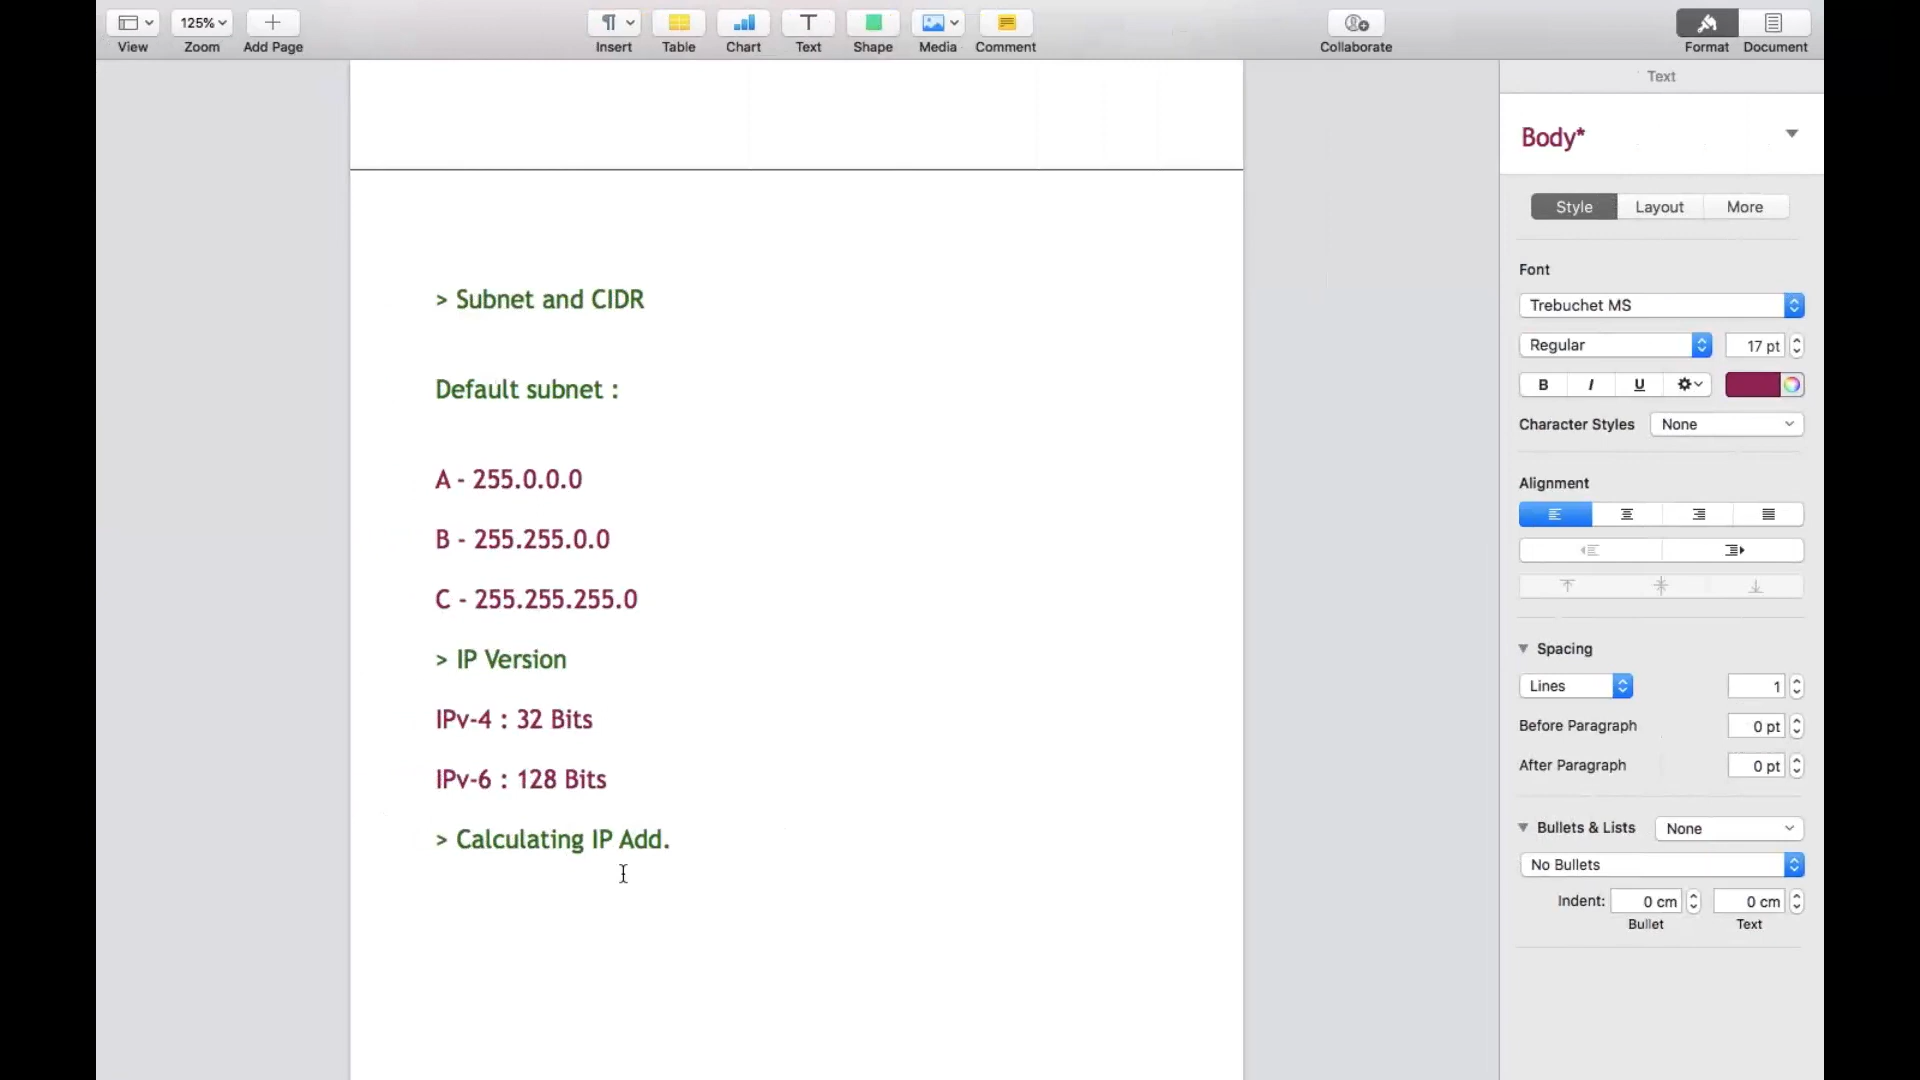 125%
View
Zoom
Add Page
Insert
Table
Chart
Text
Shape
Media
Comment
Collaborate
Format
Document
> Subnet and CIDR
Default subnet :
A - 255.0.0.0
B - 255.255.0.0
C - 255.255.255.0
> IP Version
IPv-4 : 32 Bits
IPv-6 : 128 Bits
> Calculating IP Add.
Text
Body*
Style
Layout
More
Font
Trebuchet MS
Regular
17 pt
B I U
Character Styles
None
Alignment
Spacing
Lines
1
Before Paragraph
0 pt
After Paragraph
0 pt
Bullets & Lists
None
No Bullets
Indent:
0 cm
0 cm
Bullet
Text